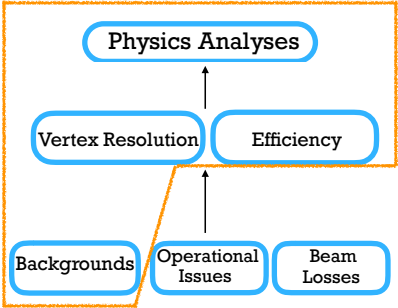 Physics Analyses
Vertex Resolution
Efficiency
Backgrounds
Operational
Issues
Beam
Losses